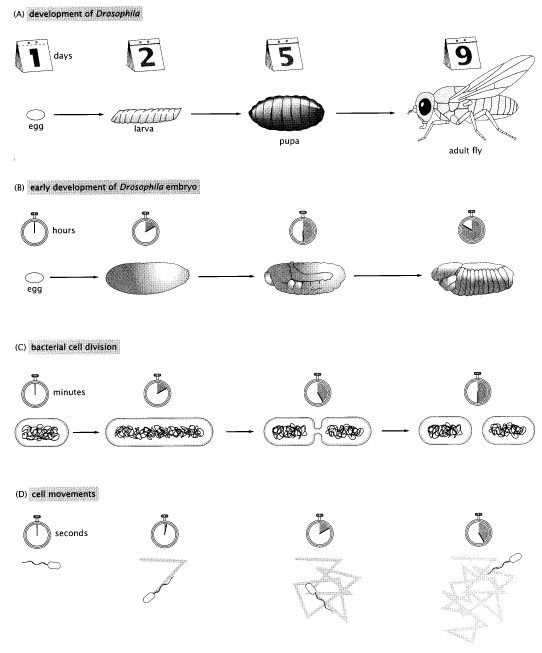 (A) development of Drosophila
1 days 2 5 9
egg
larva
pupa
adult fly
(B) early development of Drosophila embryo
hours
egg
(C) bacterial cell division
minutes
(D) cell movements
seconds